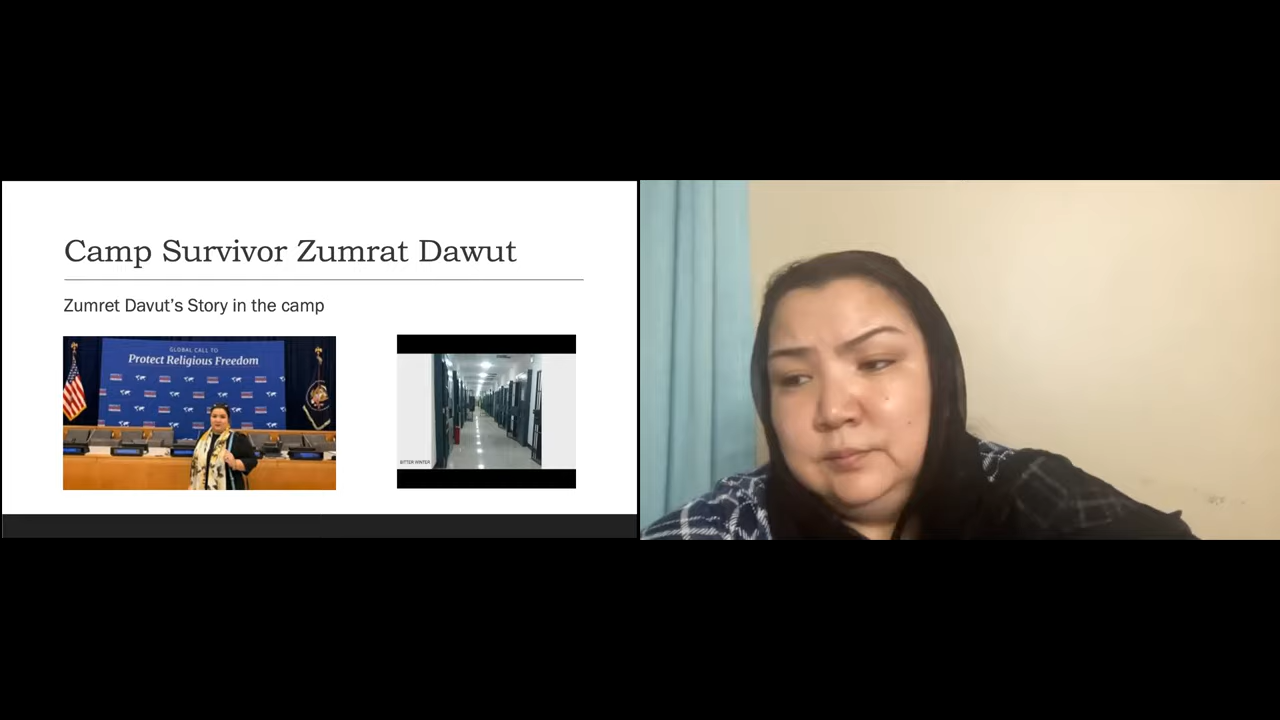 Camp Survivor Zumrat Dawut
Zumret Davut's Story in the camp
GLOBAL CALL TO
Protect Religious Freedom
BITTER WINTER